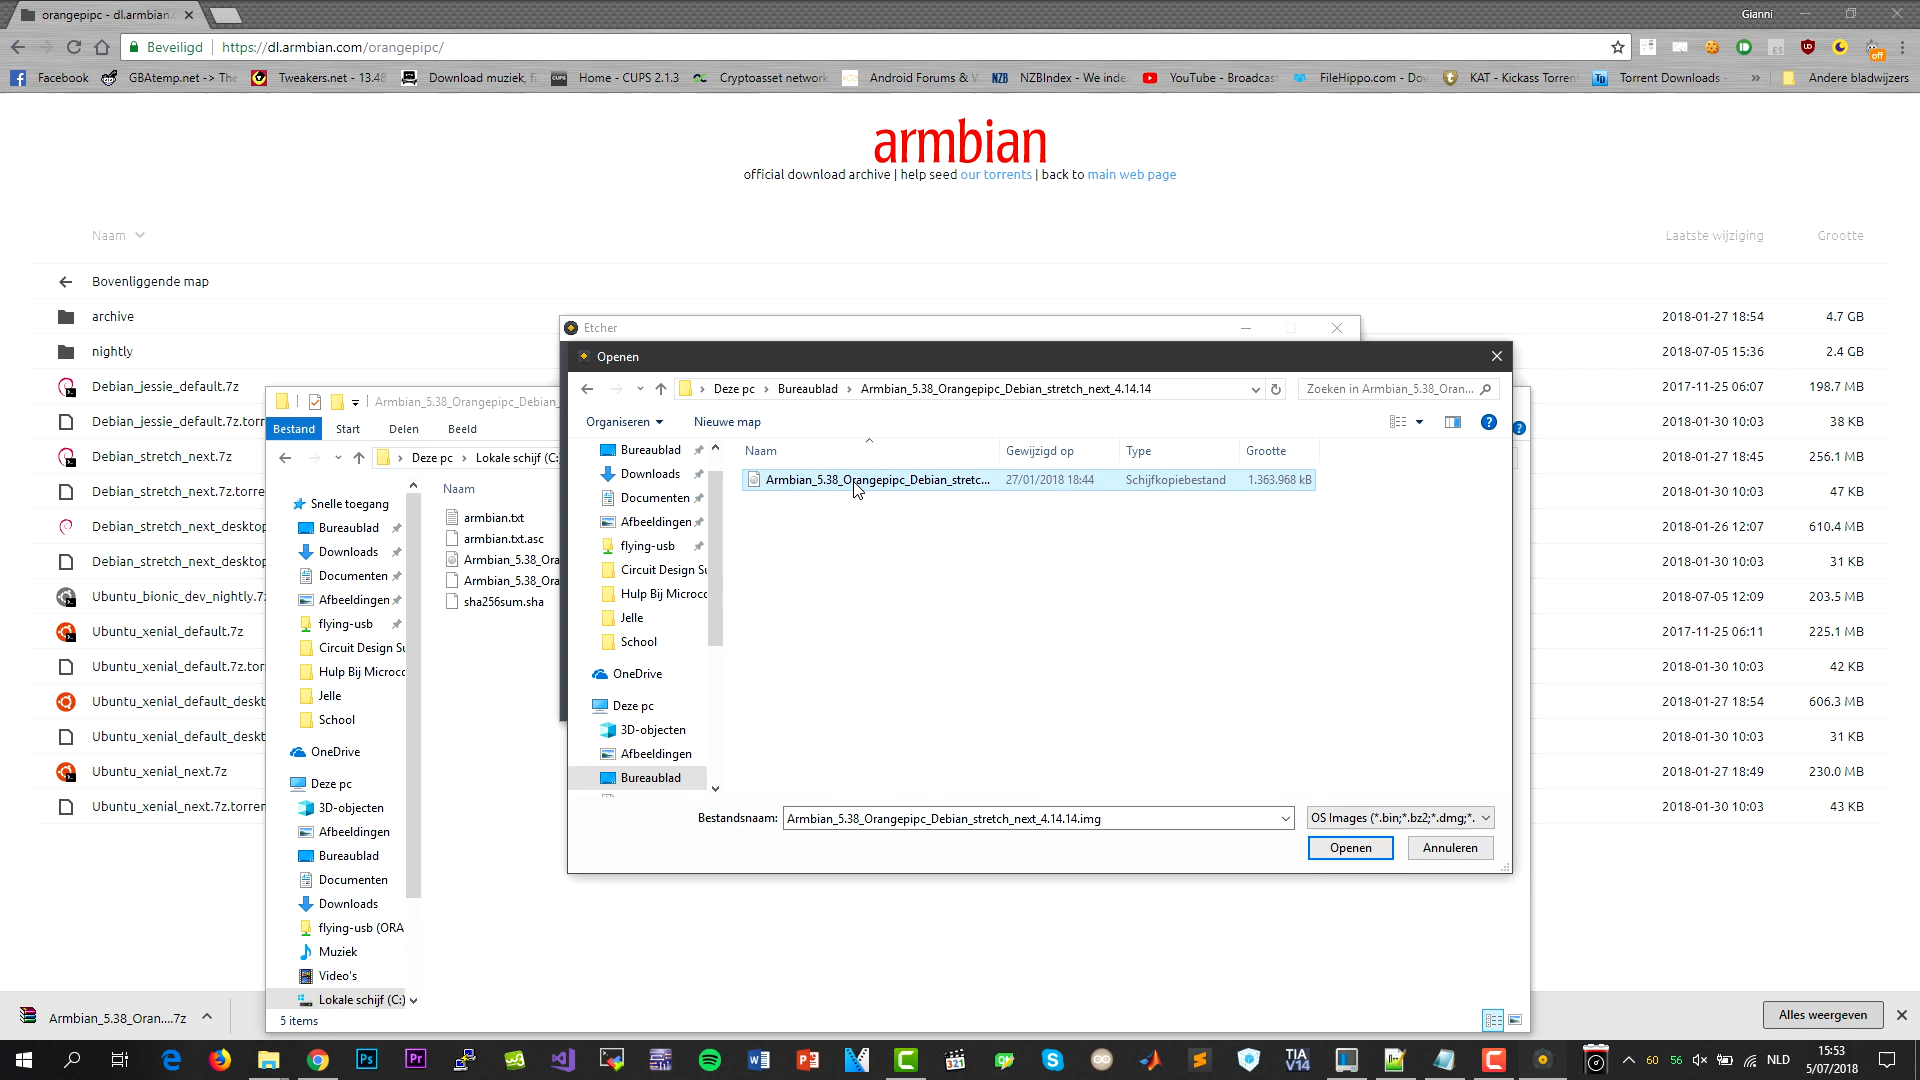 orangepipc - dl.armbian.
Gianni
Beveiligd
https://dl.armbian.com/orangepipc/
Facebook
GBAtemp.net -> The
Tweakers.net - 13.48
Download muziek, fi
Home - CUPS 2.1.3
Cryptoasset network
Android Forums & W
NZBIndex - We inde
YouTube - Broadcast
FileHippo.com - Dow
KAT - Kickass Torrent
Torrent Downloads -
»
Andere bladwijzers
armbian
official download archive | help seed our torrents | back to main web page
Naam
Laatste wijziging
Grootte
Bovenliggende map
archive
2018-01-27 18:54
4.7 GB
nightly
2018-07-05 15:36
2.4 GB
Debian_jessie_default.7z
2017-11-25 06:07
198.7 MB
Debian_jessie_default.7z.torr
2018-01-30 10:03
38 KB
Debian_stretch_next.7z
2018-01-27 18:45
256.1 MB
Debian_stretch_next.7z.torre
2018-01-30 10:03
47 KB
Debian_stretch_next_desktop
2018-01-26 12:07
610.4 MB
Debian_stretch_next_desktop
2018-01-30 10:03
31 KB
Ubuntu_bionic_dev_nightly.7z
2018-07-05 12:09
203.5 MB
Ubuntu_xenial_default.7z
2017-11-25 06:11
225.1 MB
Ubuntu_xenial_default.7z.tor
2018-01-30 10:03
42 KB
Ubuntu_xenial_default_deskt
2018-01-27 18:54
606.3 MB
Ubuntu_xenial_default_deskt
2018-01-30 10:03
31 KB
Ubuntu_xenial_next.7z
2018-01-27 18:49
230.0 MB
Ubuntu_xenial_next.7z.torren
2018-01-30 10:03
43 KB
Armbian_5.38_Orangepipc_Debian_
Bestand
Start
Delen
Beeld
Deze pc
Lokale schijf (C:
Naam
Snelle toegang
Bureaublad
Downloads
Documenten
Afbeeldingen
flying-usb
Circuit Design Su
Hulp Bij Microco
Jelle
School
OneDrive
Deze pc
3D-objecten
Afbeeldingen
Bureaublad
Documenten
Downloads
flying-usb (ORA
Muziek
Video's
Lokale schijf (C:)
armbian.txt
armbian.txt.asc
Armbian_5.38_Ora
Armbian_5.38_Ora
sha256sum.sha
5 items
Etcher
Openen
Deze pc
Bureaublad
Armbian_5.38_Orangepipc_Debian_stretch_next_4.14.14
Zoeken in Armbian_5.38_Oran...
Organiseren
Nieuwe map
Bureaublad
Downloads
Documenten
Afbeeldingen
flying-usb
Circuit Design Su
Hulp Bij Microco
Jelle
School
OneDrive
Deze pc
3D-objecten
Afbeeldingen
Bureaublad
Naam
Gewijzigd op
Type
Grootte
Armbian_5.38_Orangepipc_Debian_stretc...
27/01/2018 18:44
Schijfkopiebestand
1.363.968 kB
Bestandsnaam:
Armbian_5.38_Orangepipc_Debian_stretch_next_4.14.14.img
OS Images (*.bin;*.bz2;*.dmg;*.
Openen
Annuleren
Armbian_5.38_Oran....7z
Alles weergeven
60
56
NLD
15:53
5/07/2018